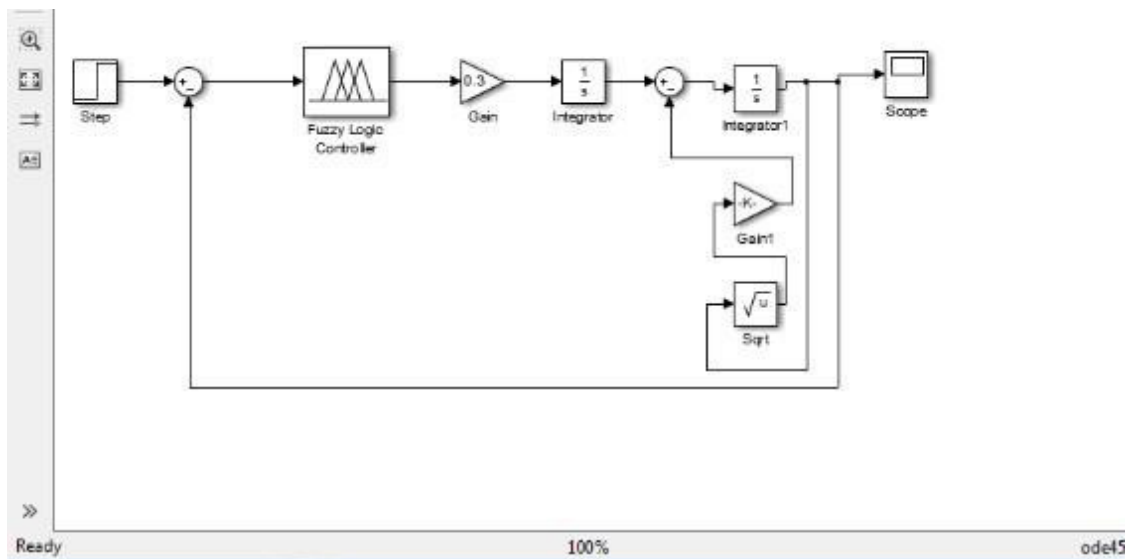 Step
+
-
Fuzzy Logic
Controller
0.3
Gain
1
s
Integrator
+
-
1
s
Integrator1
Scope
-K-
Gain1
√u
Sqrt
»
Ready
100%
ode45